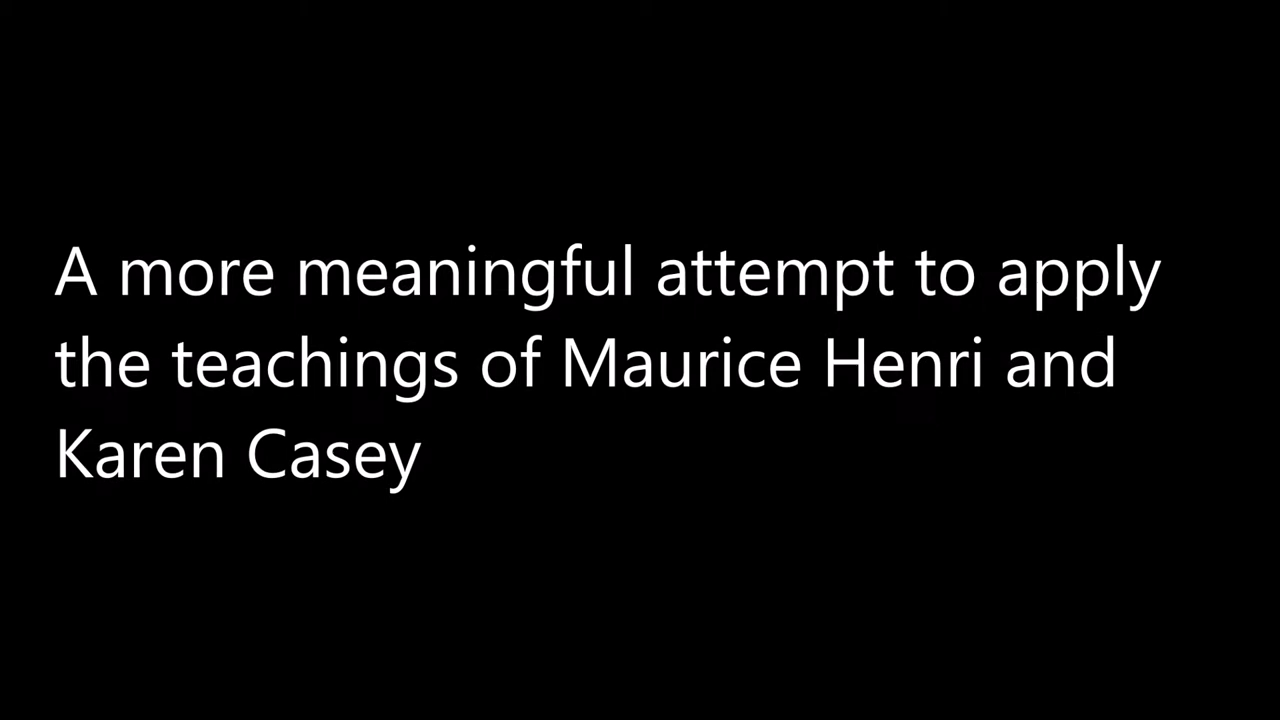 A more meaningful attempt to apply
the teachings of Maurice Henri and
Karen Casey